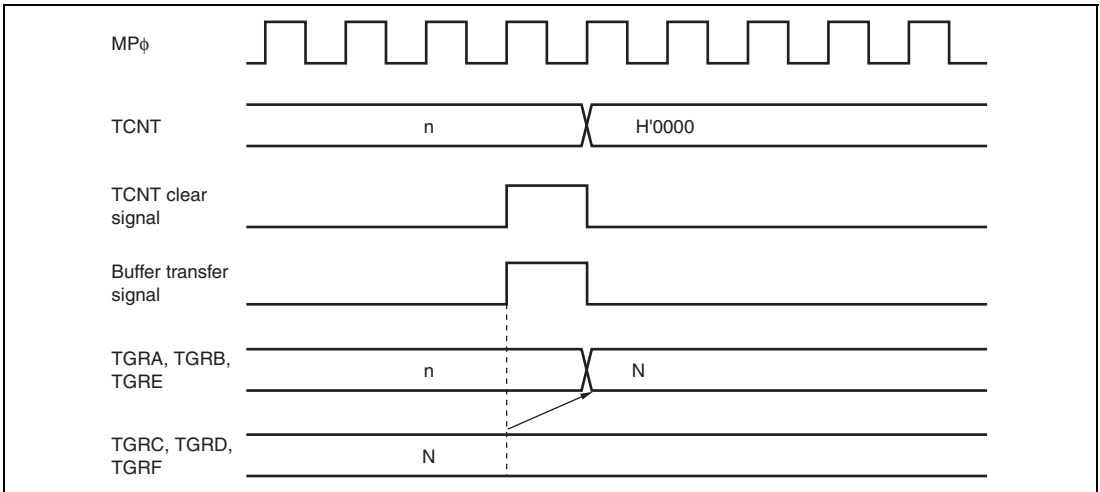 MPϕ
TCNT
n
H'0000
TCNT clear
signal
Buffer transfer
signal
TGRA, TGRB,
TGRE
n
N
TGRC, TGRD,
TGRF
N